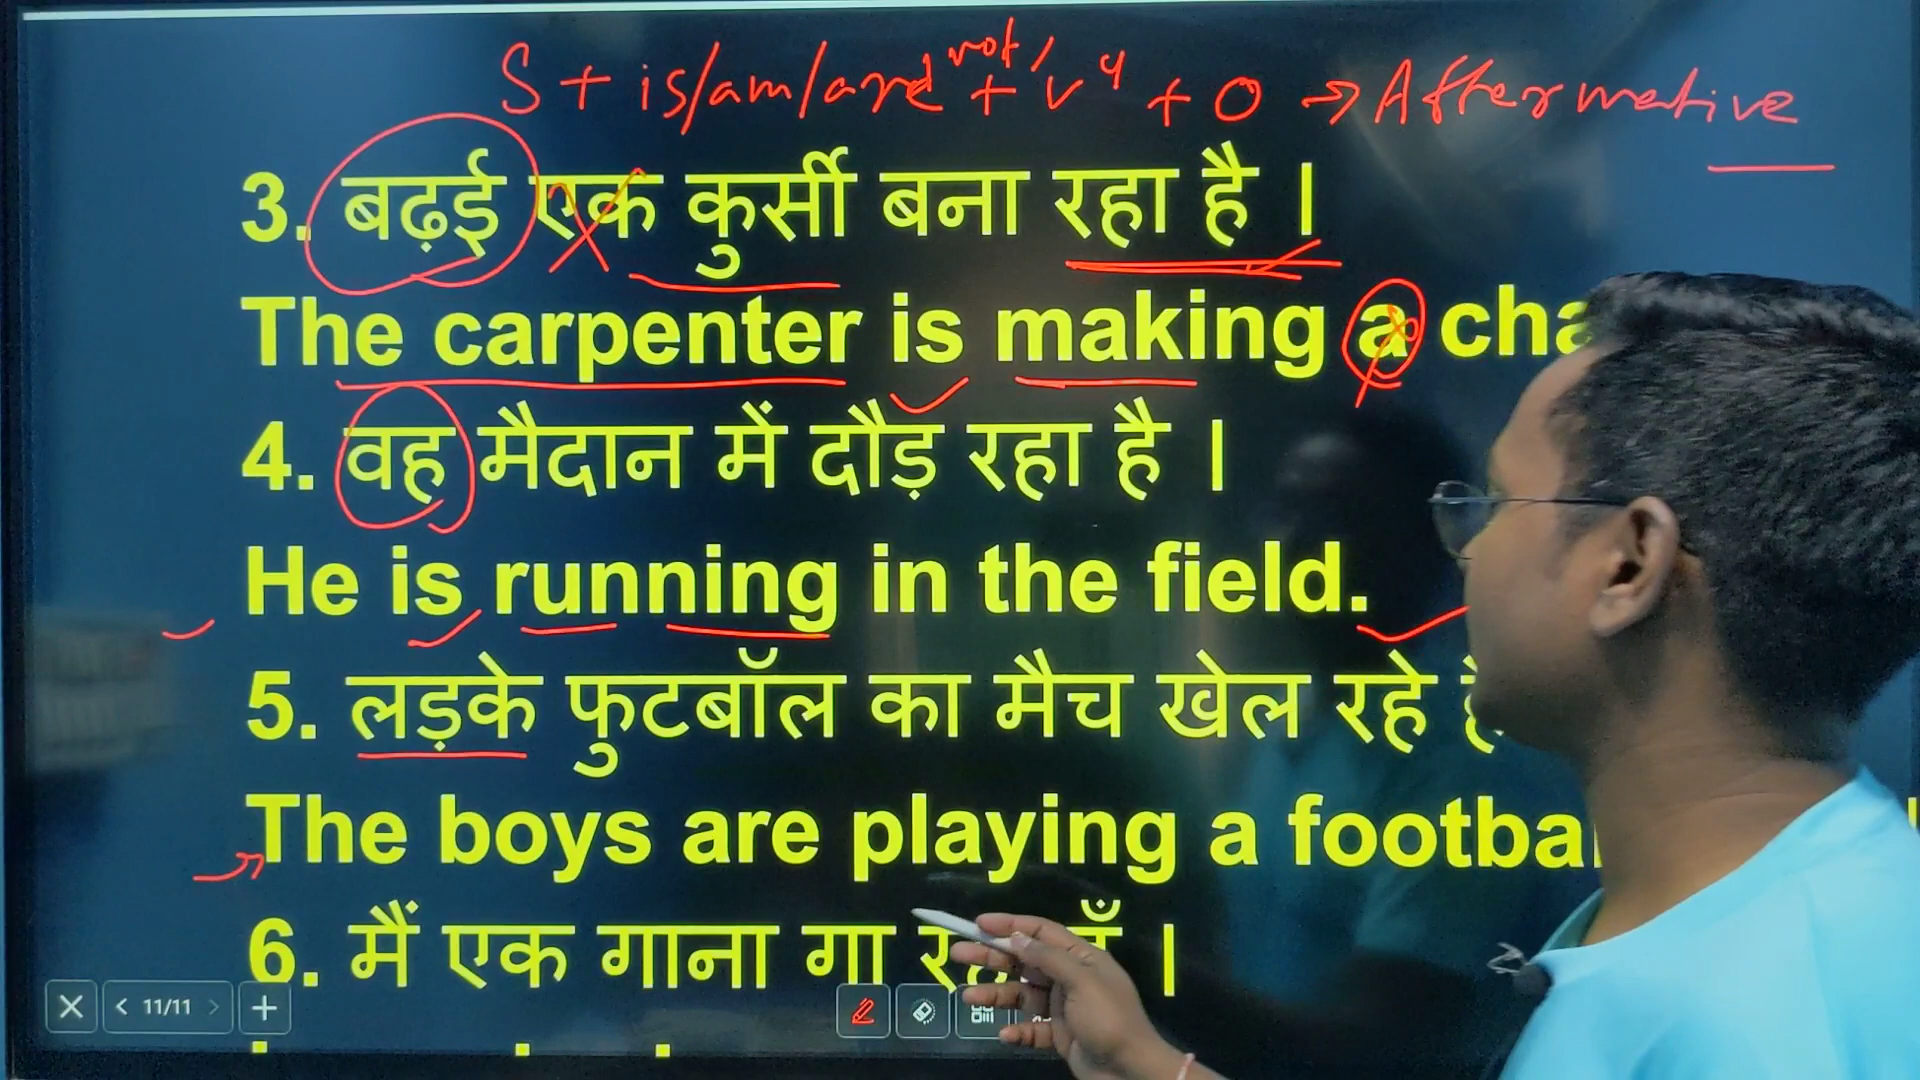 S + is/am/are + not/ v4 + O → Affermative
3. बढ़ई एक कुर्सी बना रहा है ।
The carpenter is making a cha
4. वह मैदान में दौड़ रहा है ।
He is running in the field.
5. लड़के फुटबॉल का मैच खेल रहे
The boys are playing a footba
6. मैं एक गाना गा
11/11